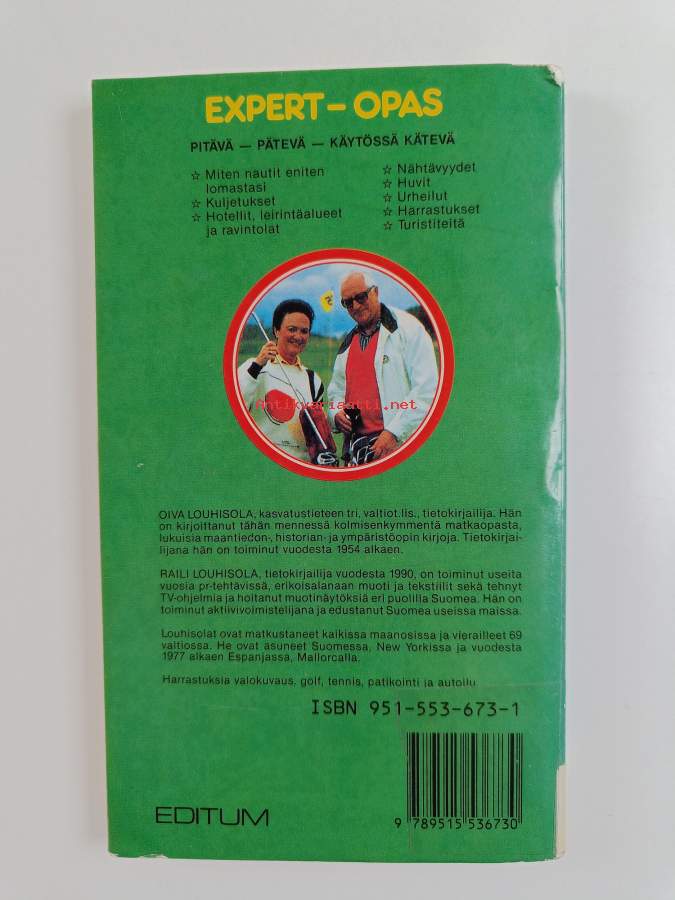 EXPERT – OPAS
PITÄVÄ — PÄTEVÄ — KÄYTÖSSÄ KÄTEVÄ
☆ Miten nautit eniten
lomastasi
☆ Kuljetukset
☆ Hotellit, leirintäalueet
ja ravintolat
☆ Nähtävyydet
☆ Huvit
☆ Urheilut
☆ Harrastukset
☆ Turistiteitä
antikvariaatti.net
OIVA LOUHISOLA, kasvatustieteen tri, valtiot.lis., tietokirjailija. Hän
on kirjoittanut tähän mennessä kolmisenkymmentä matkaopasta,
lukuisia maantiedon-, historian- ja ympäristöopin kirjoja. Tietokirjai-
lijana hän on toiminut vuodesta 1954 alkaen.
RAILI LOUHISOLA, tietokirjailija vuodesta 1990, on toiminut useita
vuosia pr-tehtävissä, erikoisalanaan muoti ja tekstiilit sekä tehnyt
TV-ohjelmia ja hoitanut muotinäytöksiä eri puolilla Suomea. Hän on
toiminut aktiivivoimistelijana ja edustanut Suomea useissa maissa.
Louhisolat ovat matkustaneet kaikissa maanosissa ja vierailleet 69
valtiossa. He ovat asuneet Suomessa, New Yorkissa ja vuodesta
1977 alkaen Espanjassa, Mallorcalla.
Harrastuksia valokuvaus, golf, tennis, patikointi ja autoilu.
ISBN 951-553-673-1
EDITUM
9 789515 536730